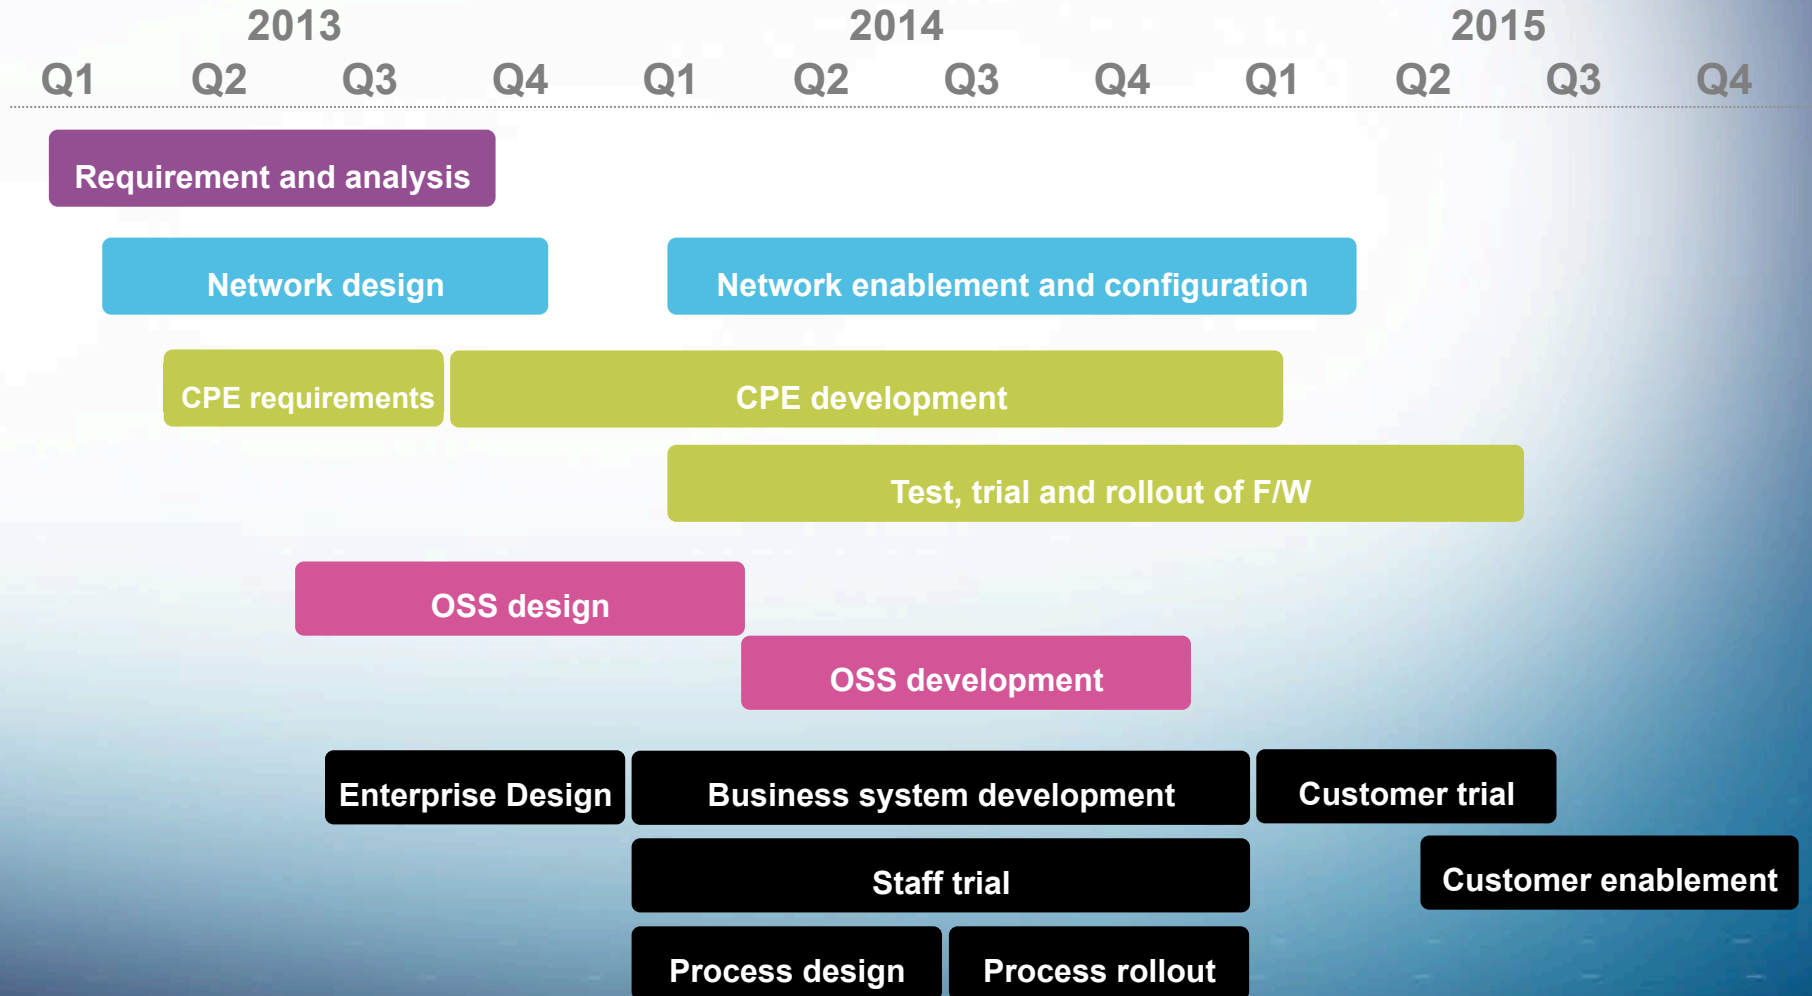 2013 2014 2015
Q1 Q2 Q3 Q4 Q1 Q2 Q3 Q4 Q1 Q2 Q3 Q4
Requirement and analysis
Network design Network enablement and configuration
CPE requirements CPE development
Test, trial and rollout of F/W
OSS design
OSS development
Enterprise Design Business system development Customer trial
Staff trial Customer enablement
Process design Process rollout